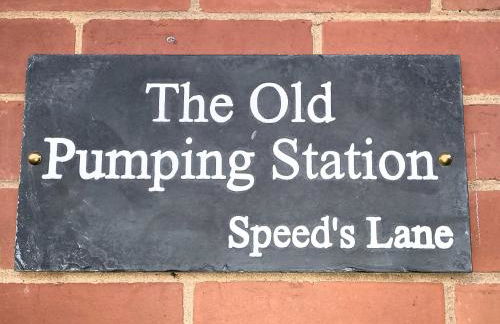 The Old
Pumping Station
Speed's Lane